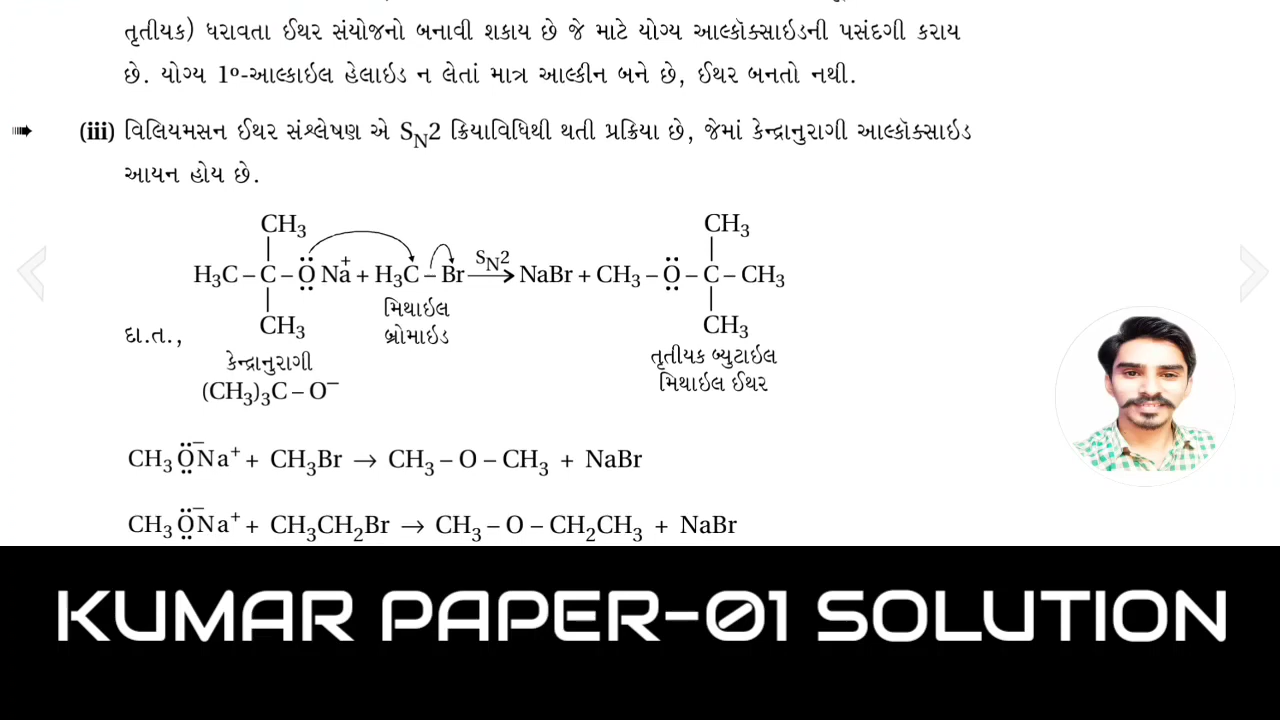 તૃતીયક) ધરાવતા ઈથર સંયોજનો બનાવી શકાય છે જે માટે યોગ્ય આલ્કૉક્સાઇડની પસંદગી કરાય
છે. યોગ્ય 1º-આલ્કાઇલ હેલાઇડ ન લેતાં માત્ર આલ્કીન બને છે, ઈથર બનતો નથી.
➠ (iii) વિલિયમસન ઈથર સંશ્લેષણ એ SN2 ક્રિયાવિધિથી થતી પ્રક્રિયા છે, જેમાં કેન્દ્રાનુરાગી આલ્કૉક્સાઇડ
આયન હોય છે.
CH₃ CH₃
H₃C – C – Ö Na⁺ + H₃C – Br SN2→ NaBr + CH₃ – Ö – C – CH₃
CH₃ મિથાઇલ CH₃
દા.ત., બ્રોમાઇડ
કેન્દ્રાનુરાગી તૃતીયક બ્યુટાઇલ
(CH₃)₃C – O⁻ મિથાઇલ ઈથર
CH₃ Ö⁻Na⁺ + CH₃Br → CH₃ – O – CH₃ + NaBr
CH₃ Ö⁻Na⁺ + CH₃CH₂Br → CH₃ – O – CH₂CH₃ + NaBr
KUMAR PAPER-01 SOLUTION